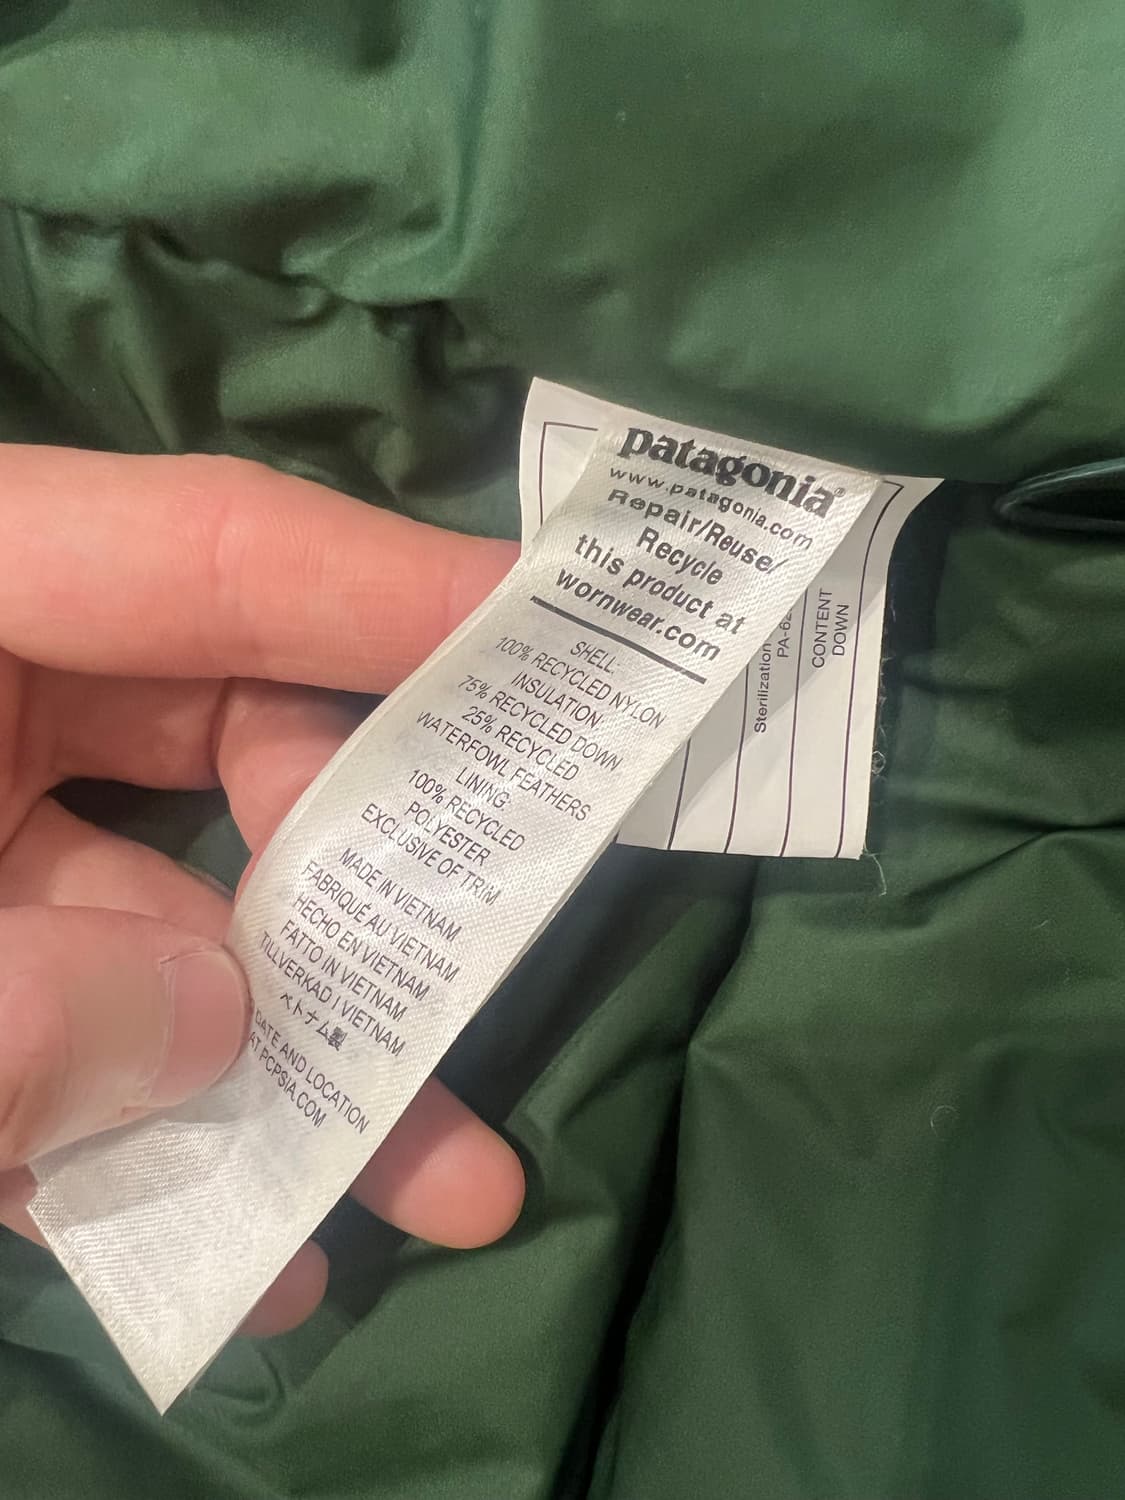 patagonia®
www.patagonia.com
Repair/Reuse/
Recycle
this product at
wornwear.com
SHELL:
100% RECYCLED NYLON
INSULATION:
75% RECYCLED DOWN
25% RECYCLED
WATERFOWL FEATHERS
LINING:
100% RECYCLED
POLYESTER
EXCLUSIVE OF TRIM
MADE IN VIETNAM
FABRIQUÉ AU VIETNAM
HECHO EN VIETNAM
FATTO IN VIETNAM
TILLVERKAD I VIETNAM
ベトナム製
DATE AND LOCATION
AT PCPSIA.COM
Sterilization
PA-62
CONTENT
DOWN